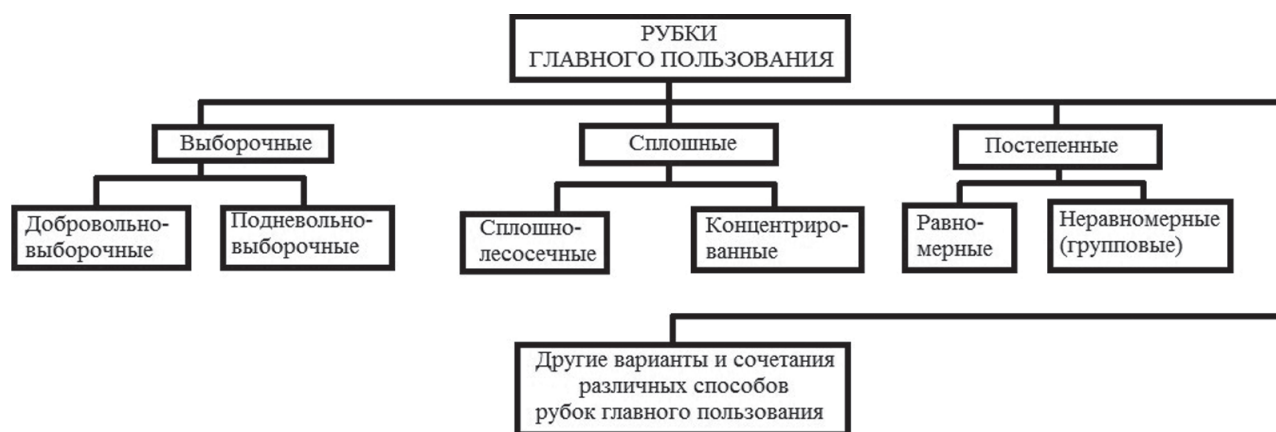 РУБКИ
ГЛАВНОГО ПОЛЬЗОВАНИЯ
Выборочные
Сплошные
Постепенные
Добровольно-
выборочные
Подневольно-
выборочные
Сплошно-
лесосечные
Концентриро-
ванные
Равно-
мерные
Неравномерные
(групповые)
Другие варианты и сочетания
различных способов
рубок главного пользования